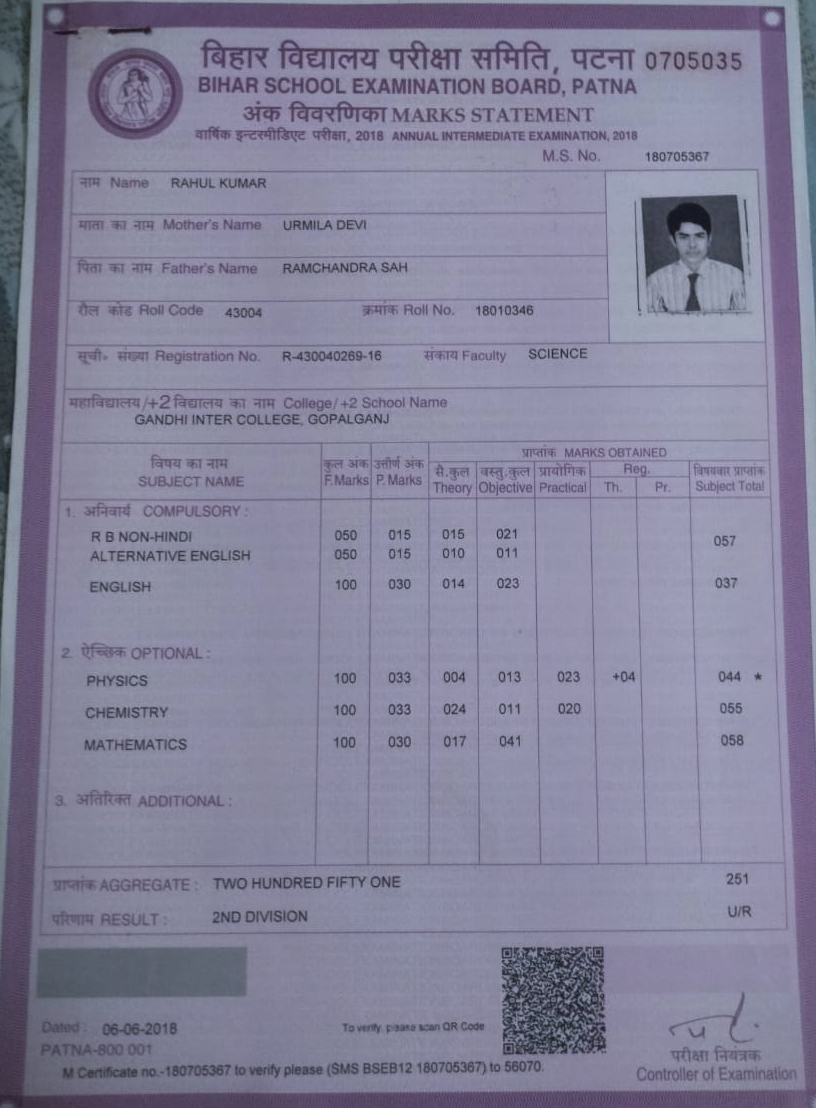 बिहार विद्यालय परीक्षा समिति, पटना 0705035
BIHAR SCHOOL EXAMINATION BOARD, PATNA
अंक विवरणिका MARKS STATEMENT
वार्षिक इन्टरमीडिएट परीक्षा, 2018 ANNUAL INTERMEDIATE EXAMINATION, 2018
M.S. No. 180705367
नाम Name RAHUL KUMAR
माता का नाम Mother's Name URMILA DEVI
पिता का नाम Father's Name RAMCHANDRA SAH
रौल कोड Roll Code 43004 क्रमांक Roll No. 18010346
सूची॰ संख्या Registration No. R-430040269-16 संकाय Faculty SCIENCE
महाविद्यालय/+2 विद्यालय का नाम College/+2 School Name
GANDHI INTER COLLEGE, GOPALGANJ
विषय का नाम कुल अंक उत्तीर्ण अंक प्राप्तांक MARKS OBTAINED
SUBJECT NAME F.Marks P.Marks सै.कुल Theory वस्तु.कुल Objective प्रायोगिक Practical Reg. Th. Pr. विषयवार प्राप्तांक Subject Total
1. अनिवार्य COMPULSORY :
R B NON-HINDI 050 015 015 021 057
ALTERNATIVE ENGLISH 050 015 010 011
ENGLISH 100 030 014 023 037
2. ऐच्छिक OPTIONAL :
PHYSICS 100 033 004 013 023 +04 044 *
CHEMISTRY 100 033 024 011 020 055
MATHEMATICS 100 030 017 041 058
3. अतिरिक्त ADDITIONAL :
प्राप्तांक AGGREGATE : TWO HUNDRED FIFTY ONE 251
परिणाम RESULT : 2ND DIVISION U/R
Dated : 06-06-2018 To verify, please scan QR Code
PATNA-800 001
परीक्षा नियंत्रक
M Certificate no.-180705367 to verify please (SMS BSEB12 180705367) to 56070.
Controller of Examination